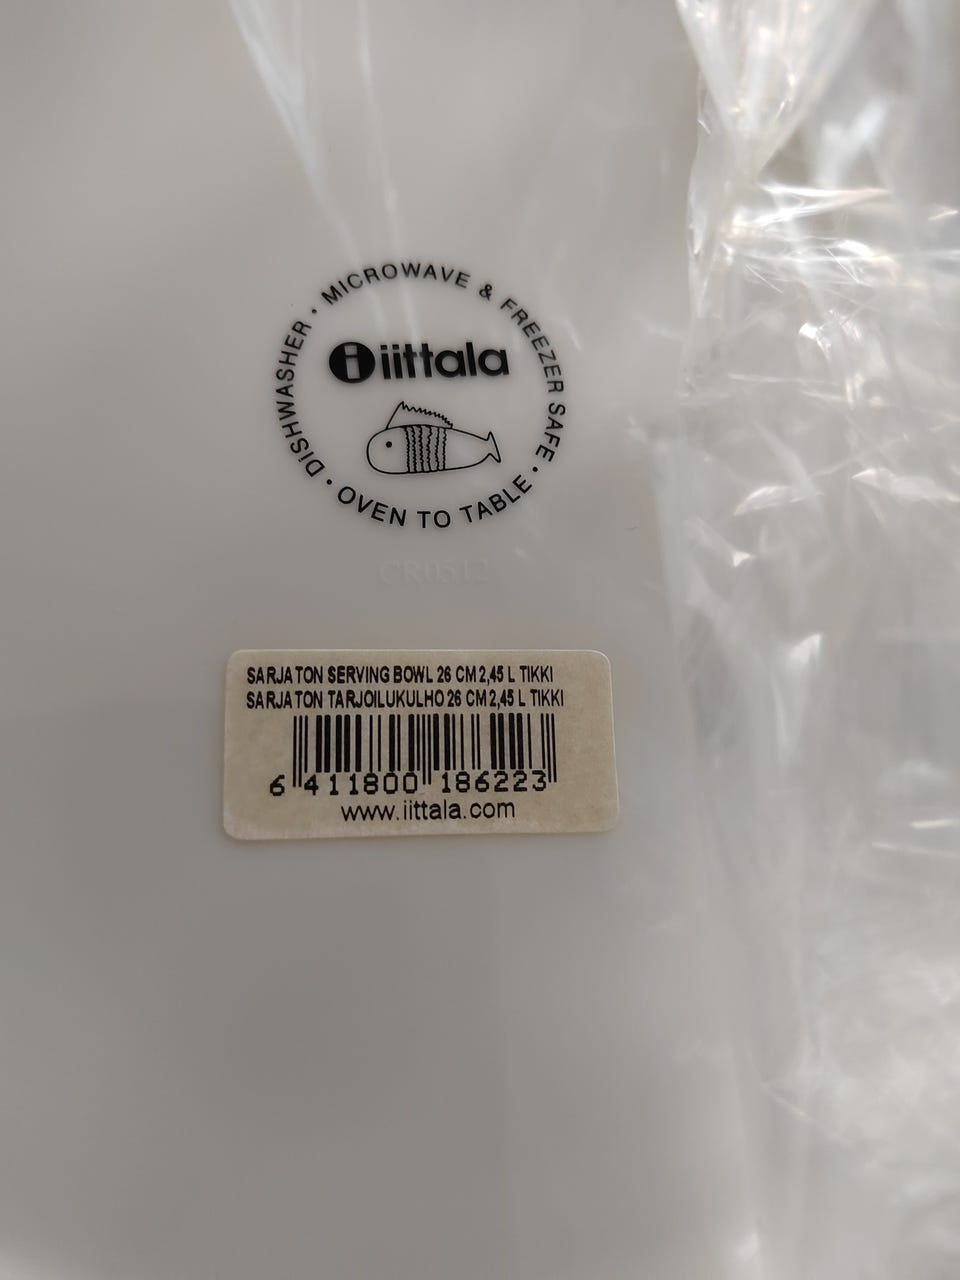 DiSHWASHER • MICROWAVE & FREEZER SAFE • OVEN TO TABLE •
i iittala
CR0512
SARJATON SERVING BOWL 26 CM 2,45 L TIKKI
SARJATON TARJOILUKULHO 26 CM 2,45 L TIKKI
6 411800 186223
www.iittala.com